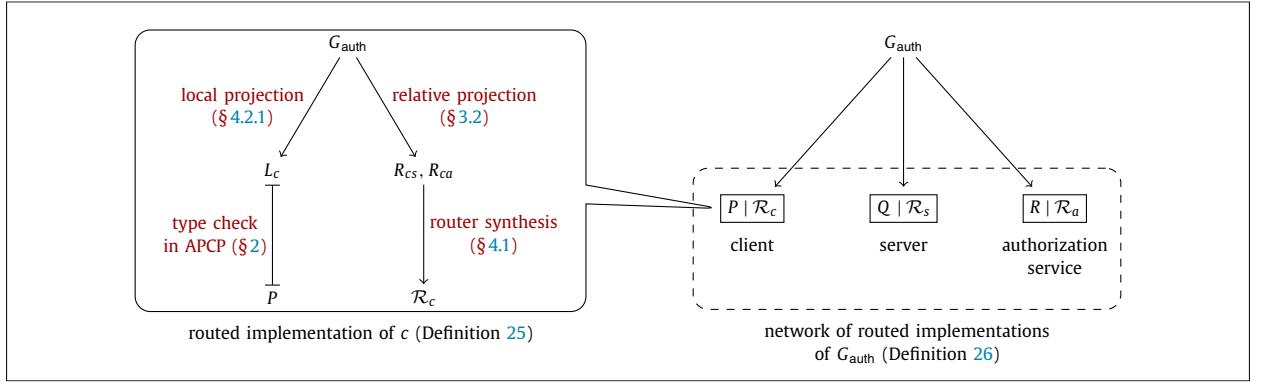 G_auth
local projection
(§4.2.1)
relative projection
(§3.2)
L_c
R_cs, R_ca
type check
in APCP (§2)
router synthesis
(§4.1)
P
ℛ_c
routed implementation of c (Definition 25)
G_auth
P | ℛ_c
Q | ℛ_s
R | ℛ_a
client
server
authorization
service
network of routed implementations
of G_auth (Definition 26)